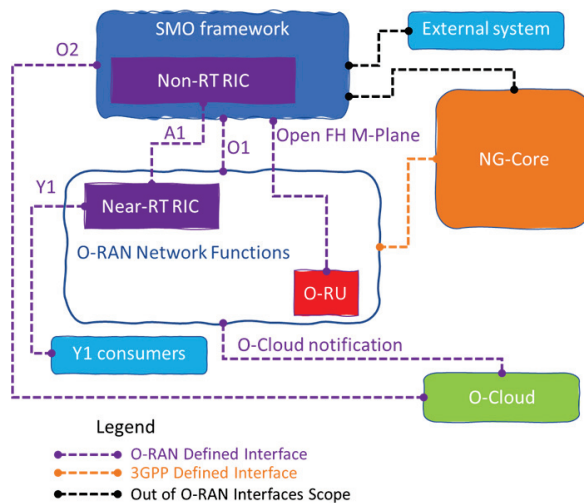 O2
SMO framework
External system
Non-RT RIC
A1
O1
Open FH M-Plane
NG-Core
Y1
Near-RT RIC
O-RAN Network Functions
O-RU
Y1 consumers
O-Cloud notification
O-Cloud
Legend
O-RAN Defined Interface
3GPP Defined Interface
Out of O-RAN Interfaces Scope